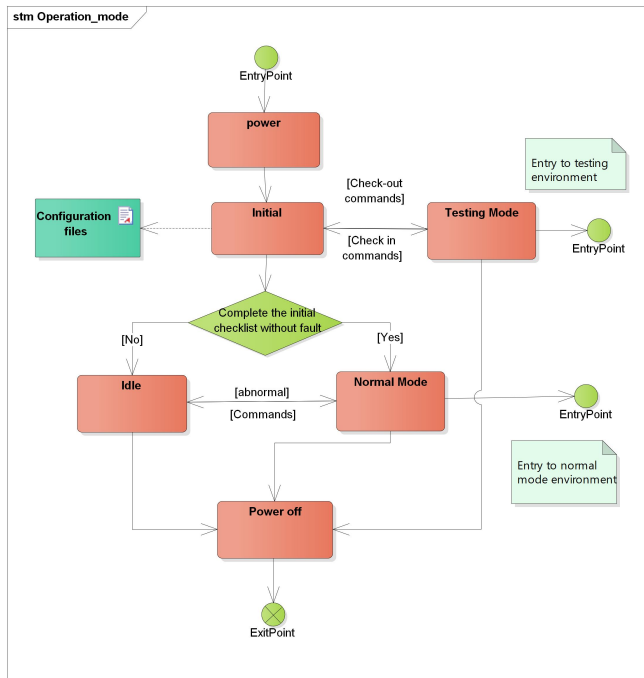 stm Operation_mode
EntryPoint
power
[Check-out
commands]
Entry to testing
environment
Configuration
files
Initial
Testing Mode
[Check in
commands]
EntryPoint
Complete the initial
checklist without fault
[No]
[Yes]
Idle
[abnormal]
[Commands]
Normal Mode
EntryPoint
Entry to normal
mode environment
Power off
ExitPoint